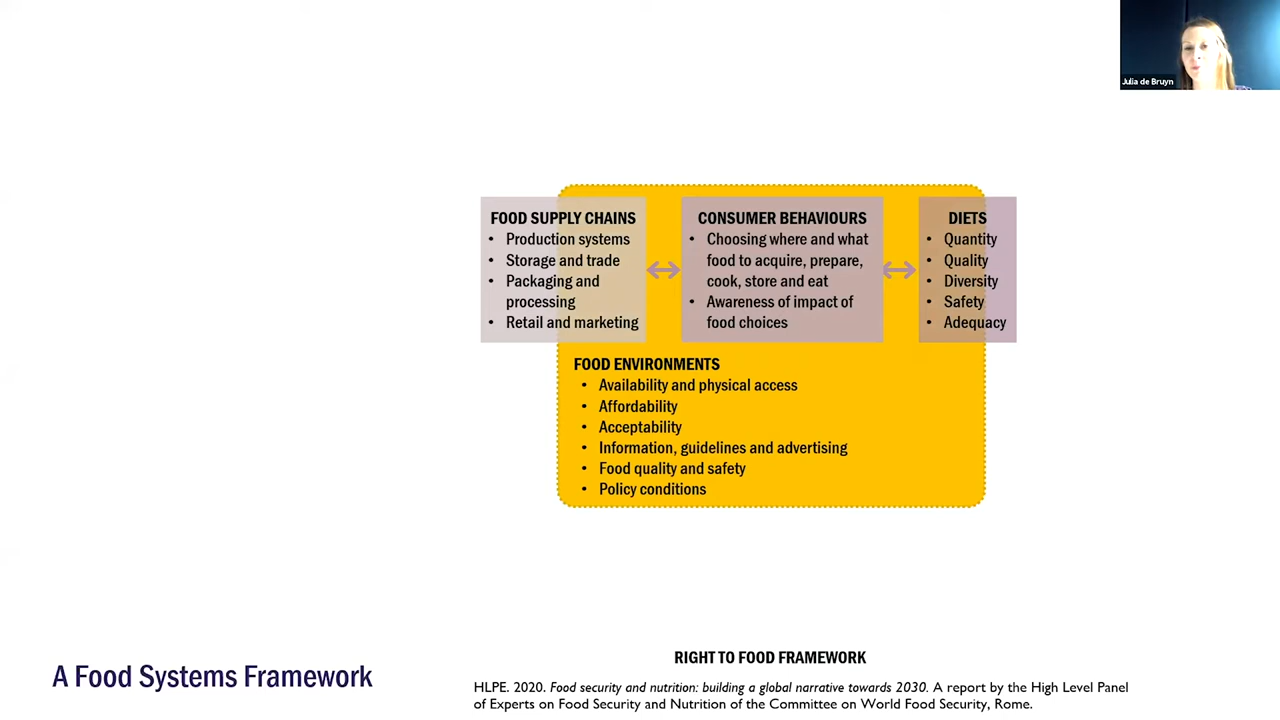 Julia de Bruyn
FOOD SUPPLY CHAINS
• Production systems
• Storage and trade
• Packaging and
processing
• Retail and marketing
CONSUMER BEHAVIOURS
• Choosing where and what
food to acquire, prepare,
cook, store and eat
• Awareness of impact of
food choices
DIETS
• Quantity
• Quality
• Diversity
• Safety
• Adequacy
FOOD ENVIRONMENTS
• Availability and physical access
• Affordability
• Acceptability
• Information, guidelines and advertising
• Food quality and safety
• Policy conditions
A Food Systems Framework
RIGHT TO FOOD FRAMEWORK
HLPE. 2020. Food security and nutrition: building a global narrative towards 2030. A report by the High Level Panel
of Experts on Food Security and Nutrition of the Committee on World Food Security, Rome.